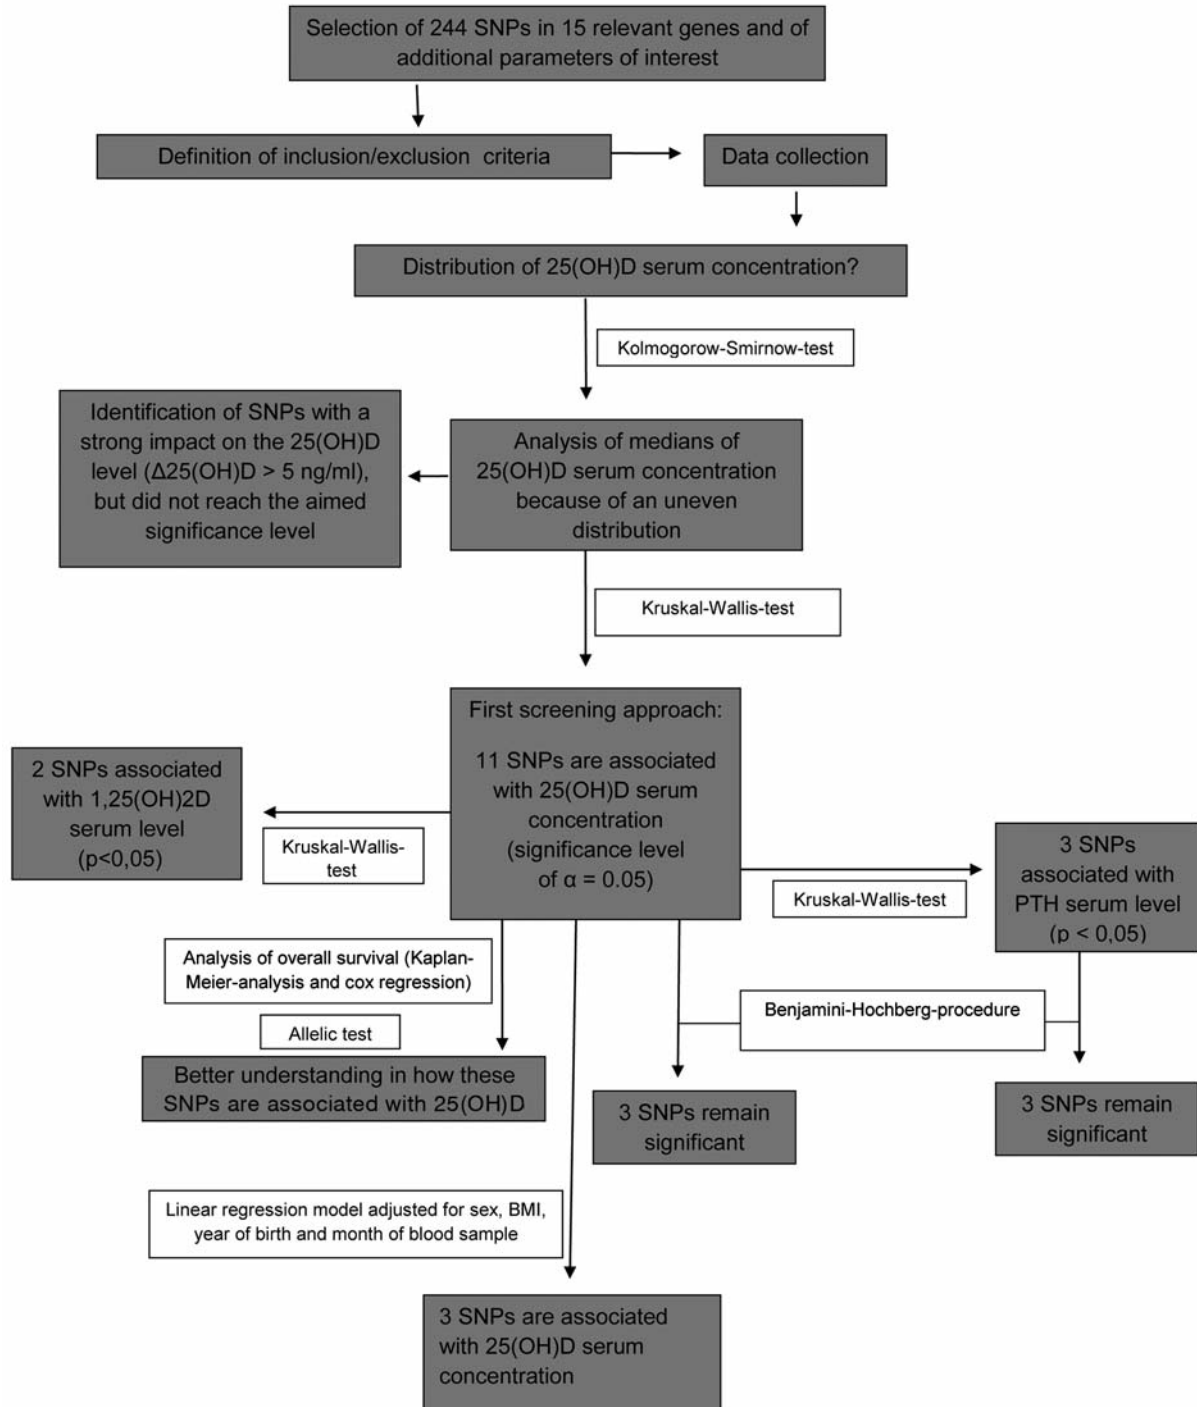 Selection of 244 SNPs in 15 relevant genes and of
additional parameters of interest
Definition of inclusion/exclusion criteria
Data collection
Distribution of 25(OH)D serum concentration?
Kolmogorow-Smirnow-test
Identification of SNPs with a
strong impact on the 25(OH)D
level (Δ25(OH)D > 5 ng/ml),
but did not reach the aimed
significance level
Analysis of medians of
25(OH)D serum concentration
because of an uneven
distribution
Kruskal-Wallis-test
First screening approach:
11 SNPs are associated
with 25(OH)D serum
concentration
(significance level
of α = 0.05)
2 SNPs associated
with 1,25(OH)2D
serum level
(p<0,05)
Kruskal-Wallis-
test
Kruskal-Wallis-test
3 SNPs
associated with
PTH serum level
(p < 0,05)
Analysis of overall survival (Kaplan-
Meier-analysis and cox regression)
Allelic test
Better understanding in how these
SNPs are associated with 25(OH)D
Benjamini-Hochberg-procedure
3 SNPs remain
significant
3 SNPs remain
significant
Linear regression model adjusted for sex, BMI,
year of birth and month of blood sample
3 SNPs are associated
with 25(OH)D serum
concentration